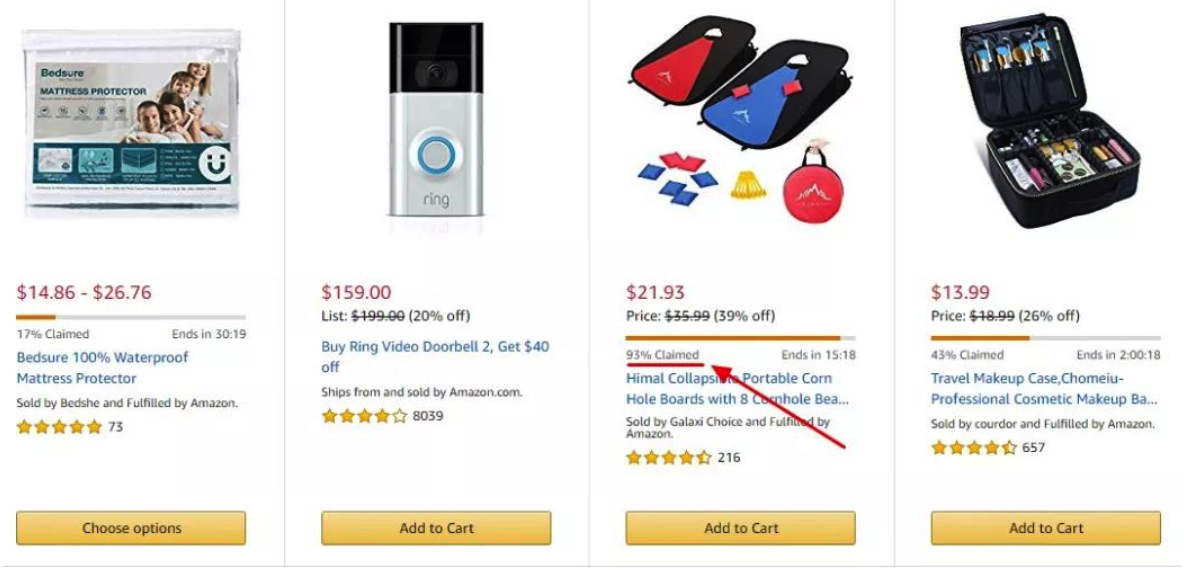 Bedsure
MATTRESS PROTECTOR
ring
$14.86 - $26.76
17% Claimed
Ends in 30:19
Bedsure 100% Waterproof
Mattress Protector
Sold by Bedshe and Fulfilled by Amazon.
73
Choose options
$159.00
List: $199.00 (20% off)
Buy Ring Video Doorbell 2, Get $40
off
Ships from and sold by Amazon.com.
8039
Add to Cart
$21.93
Price: $35.99 (39% off)
93% Claimed
Ends in 15:18
Himal Collapsible Portable Corn
Hole Boards with 8 Cornhole Bea...
Sold by Galaxi Choice and Fulfilled by
Amazon.
216
Add to Cart
$13.99
Price: $18.99 (26% off)
43% Claimed
Ends in 2:00:18
Travel Makeup Case,Chomeiu-
Professional Cosmetic Makeup Ba...
Sold by courdor and Fulfilled by Amazon.
657
Add to Cart